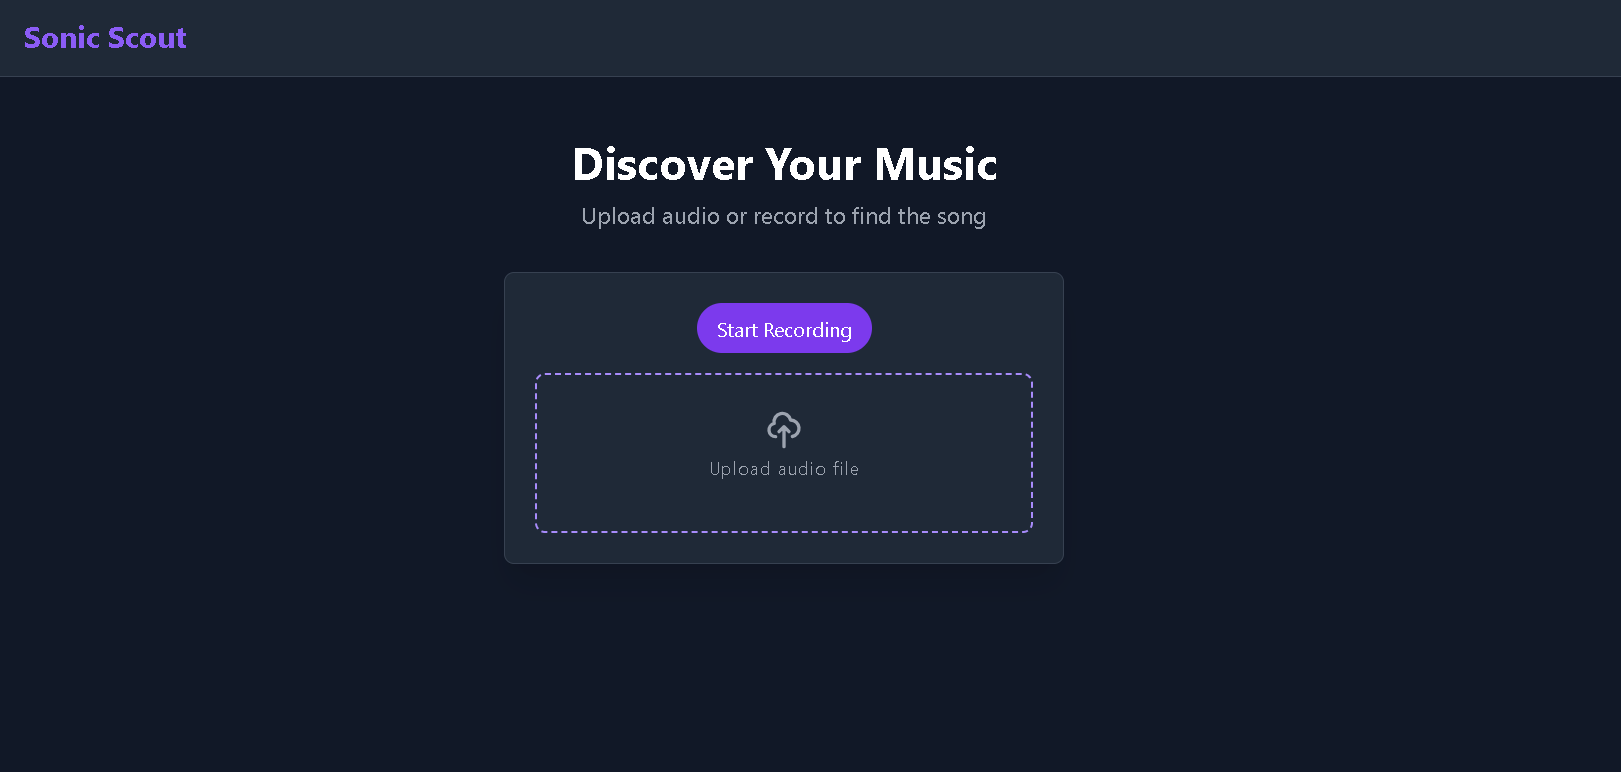 Sonic Scout
Discover Your Music
Upload audio or record to find the song
Start Recording
Upload audio file